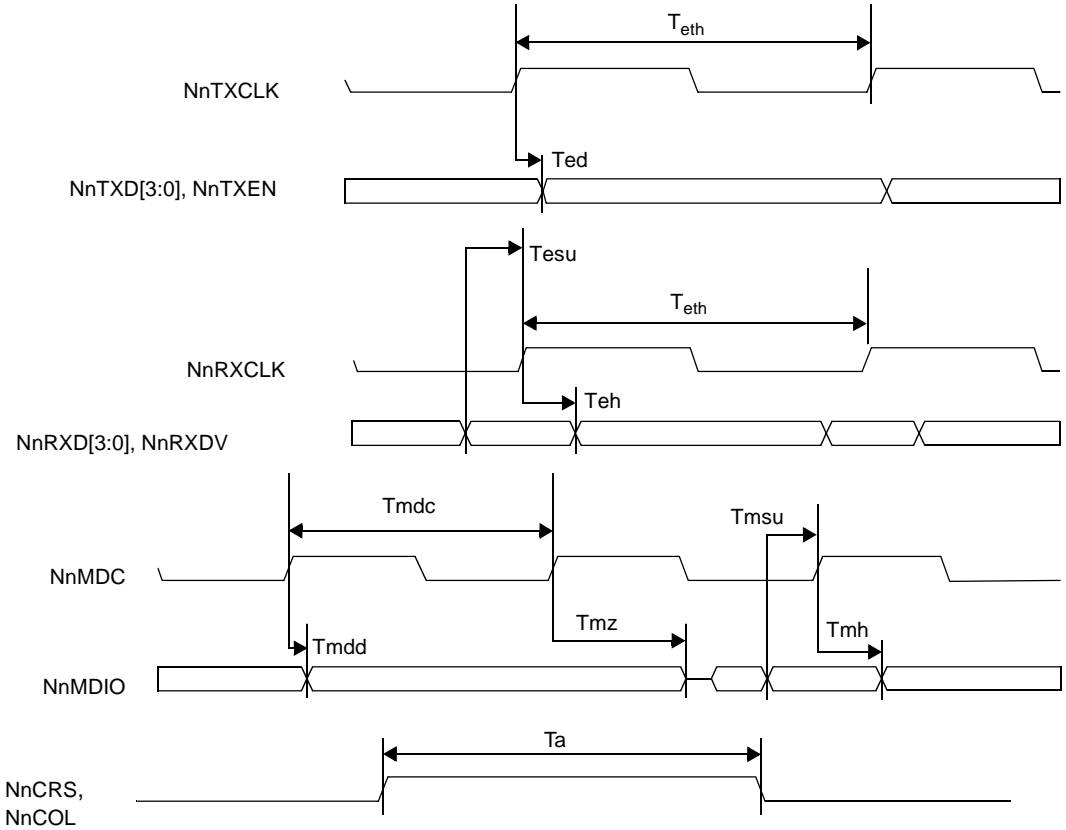 T_eth
NnTXCLK
Ted
NnTXD[3:0], NnTXEN
Tesu
T_eth
NnRXCLK
Teh
NnRXD[3:0], NnRXDV
Tmdc
Tmsu
NnMDC
Tmdd
Tmz
Tmh
NnMDIO
Ta
NnCRS,
NnCOL